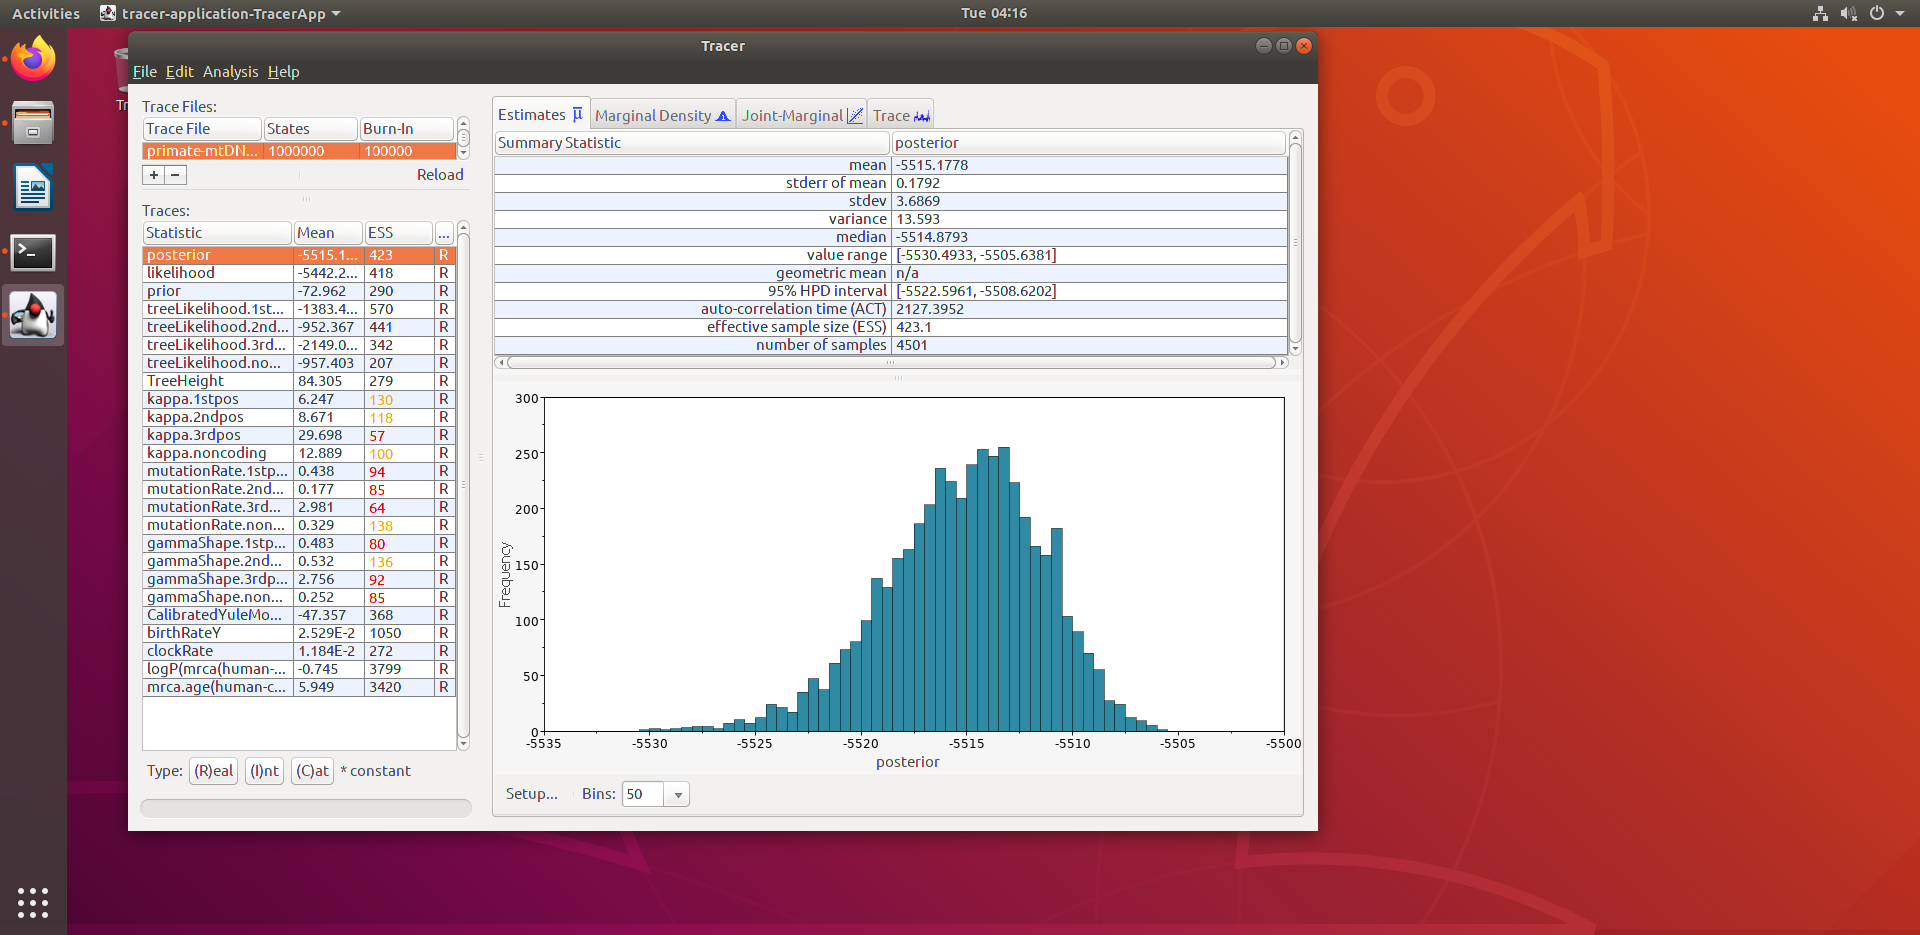 Activities tracer-application-TracerApp Tue 04:16
Tracer
File Edit Analysis Help
Trace Files:
Trace File States Burn-In
primate-mtDN... 1000000 100000
+ − Reload
Traces:
Statistic Mean ESS ...
posterior -5515.1... 423 R
likelihood -5442.2... 418 R
prior -72.962 290 R
treeLikelihood.1st... -1383.4... 570 R
treeLikelihood.2nd... -952.367 441 R
treeLikelihood.3rd... -2149.0... 342 R
treeLikelihood.no... -957.403 207 R
TreeHeight 84.305 279 R
kappa.1stpos 6.247 130 R
kappa.2ndpos 8.671 118 R
kappa.3rdpos 29.698 57 R
kappa.noncoding 12.889 100 R
mutationRate.1stp... 0.438 94 R
mutationRate.2nd... 0.177 85 R
mutationRate.3rd... 2.981 64 R
mutationRate.non... 0.329 138 R
gammaShape.1stp... 0.483 80 R
gammaShape.2nd... 0.532 136 R
gammaShape.3rdp... 2.756 92 R
gammaShape.non... 0.252 85 R
CalibratedYuleMo... -47.357 368 R
birthRateY 2.529E-2 1050 R
clockRate 1.184E-2 272 R
logP(mrca(human-... -0.745 3799 R
mrca.age(human-c... 5.949 3420 R
Type: (R)eal (I)nt (C)at * constant
Estimates μ Marginal Density Joint-Marginal Trace
Summary Statistic posterior
mean -5515.1778
stderr of mean 0.1792
stdev 3.6869
variance 13.593
median -5514.8793
value range [-5530.4933, -5505.6381]
geometric mean n/a
95% HPD interval [-5522.5961, -5508.6202]
auto-correlation time (ACT) 2127.3952
effective sample size (ESS) 423.1
number of samples 4501
300
250
200
150
100
50
0
Frequency
-5535 -5530 -5525 -5520 -5515 -5510 -5505 -5500
posterior
Setup... Bins: 50